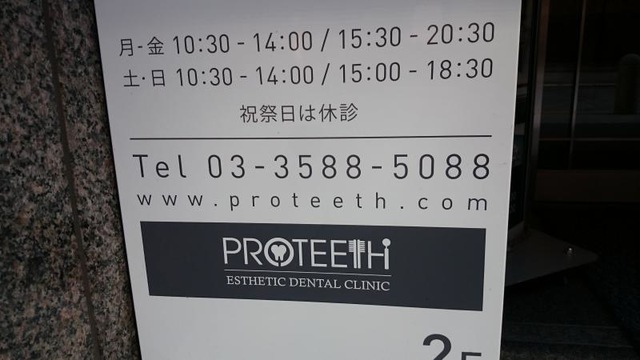 月-金 10:30 - 14:00 / 15:30 - 20:30
土·日 10:30 - 14:00 / 15:00 - 18:30
祝祭日は休診
Tel 03-3588-5088
www.proteeth.com
PROTEETH
ESTHETIC DENTAL CLINIC
2F